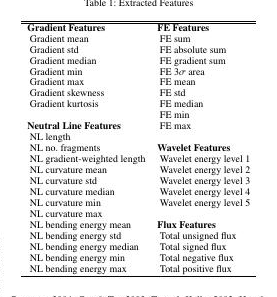 Table 1: Extracted Features
Gradient Features
Gradient mean
Gradient std
Gradient median
Gradient min
Gradient max
Gradient skewness
Gradient kurtosis
Neutral Line Features
NL length
NL no. fragments
NL gradient-weighted length
NL curvature mean
NL curvature std
NL curvature median
NL curvature min
NL curvature max
NL bending energy mean
NL bending energy std
NL bending energy median
NL bending energy min
NL bending energy max
FE Features
FE sum
FE absolute sum
FE gradient sum
FE 3σ area
FE mean
FE std
FE median
FE min
FE max
Wavelet Features
Wavelet energy level 1
Wavelet energy level 2
Wavelet energy level 3
Wavelet energy level 4
Wavelet energy level 5
Flux Features
Total unsigned flux
Total signed flux
Total negative flux
Total positive flux